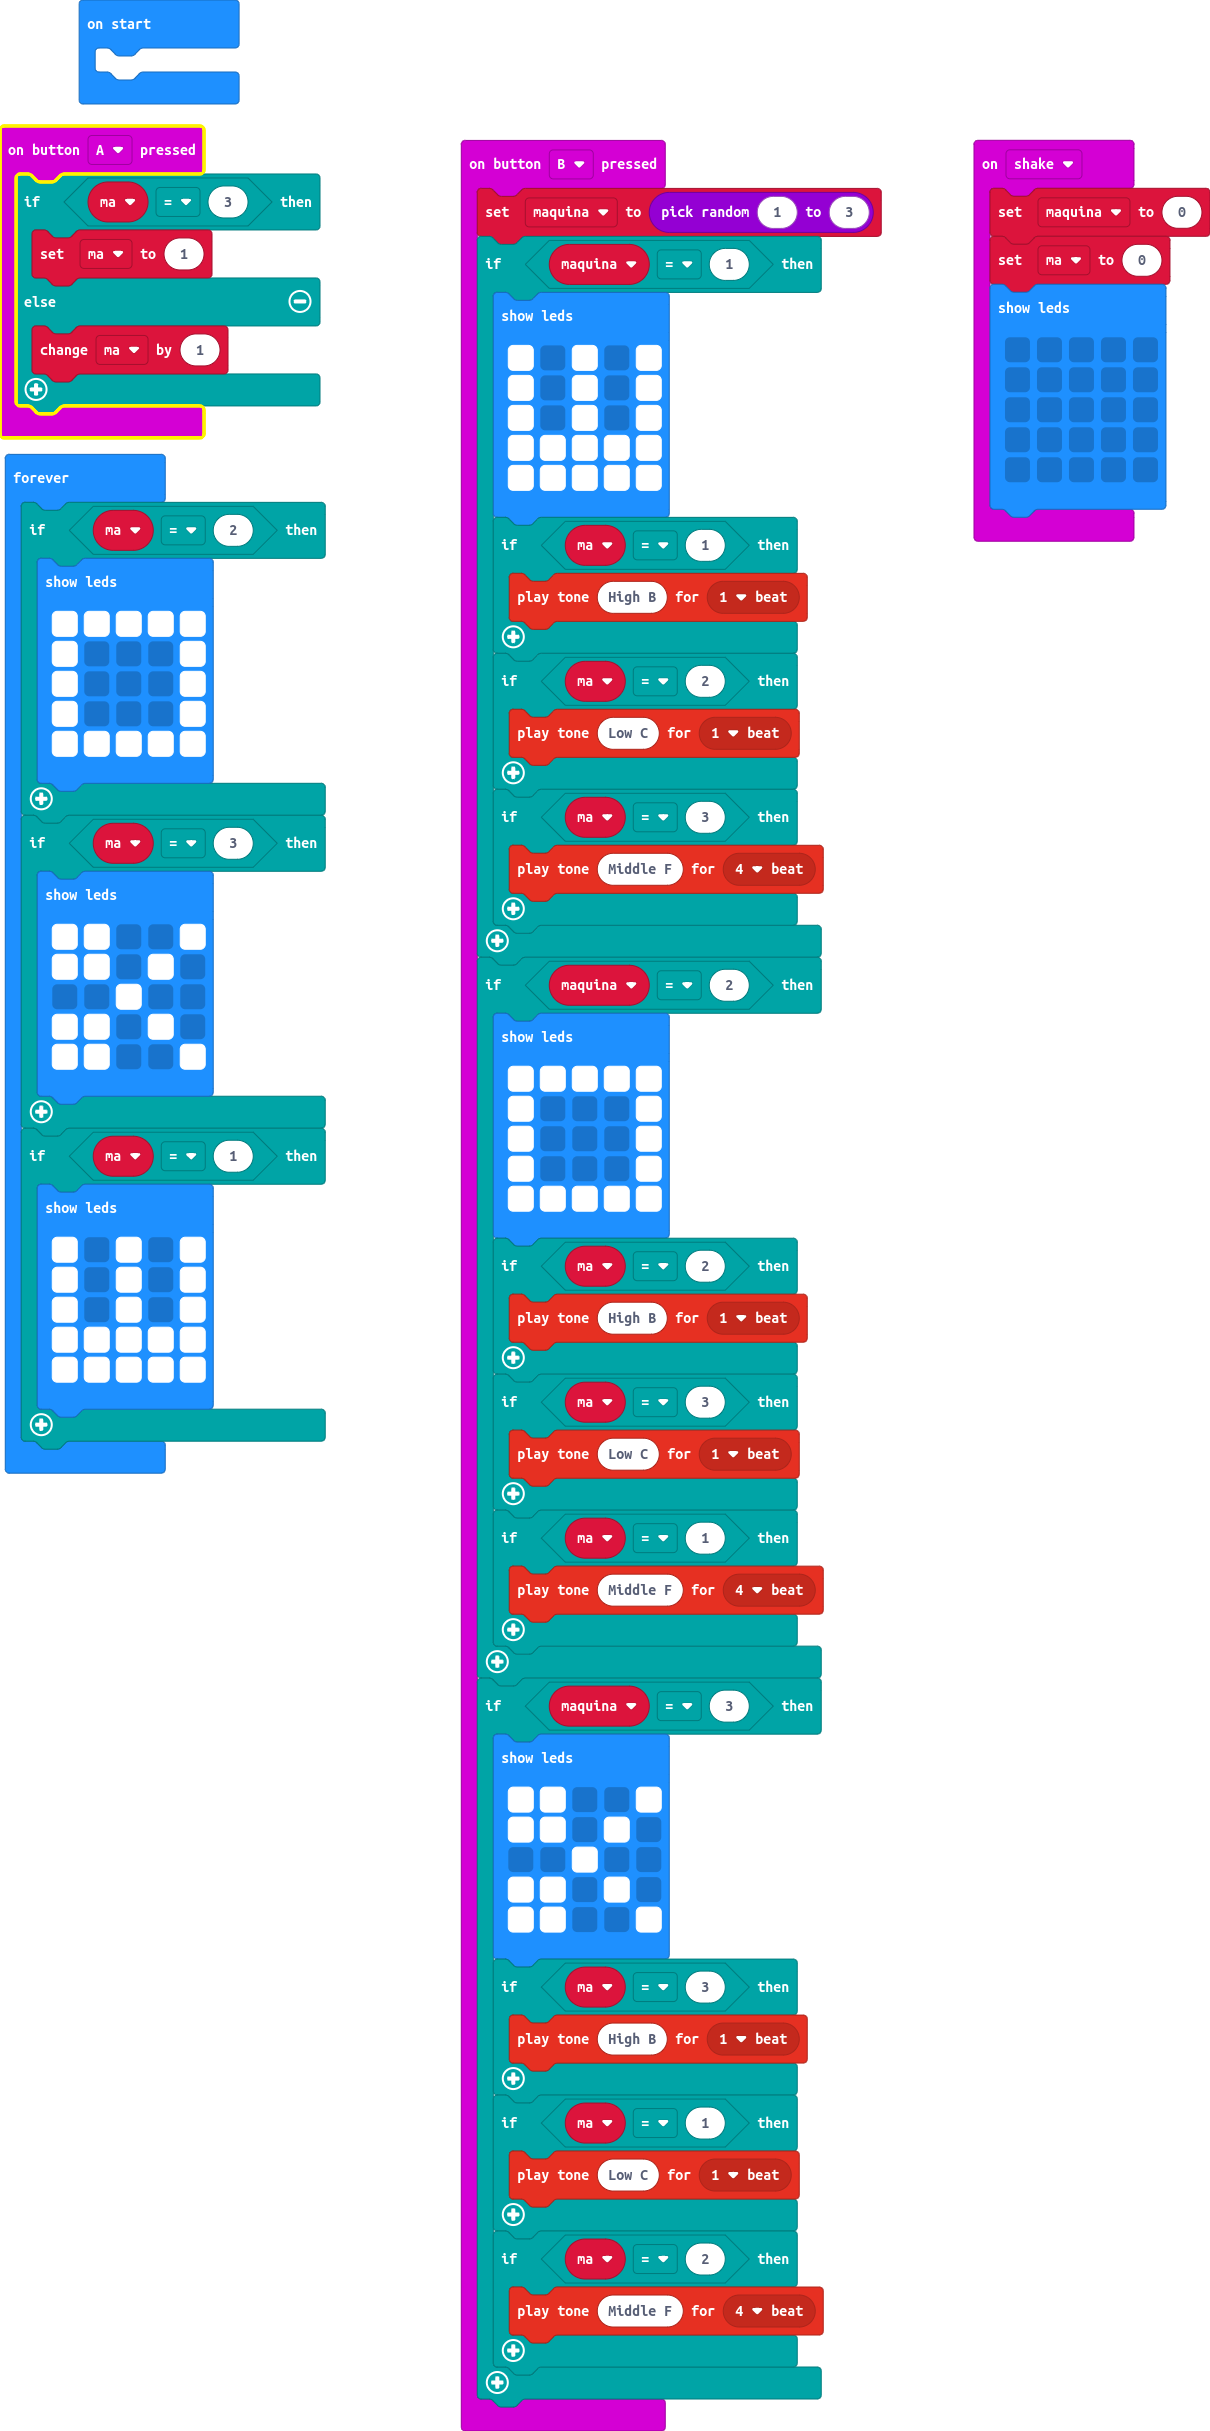 on start
on button A pressed
if ma = 3 then
set ma to 1
else
change ma by 1
forever
if ma = 2 then
show leds
if ma = 3 then
show leds
if ma = 1 then
show leds
on button B pressed
set maquina to pick random 1 to 3
if maquina = 1 then
show leds
if ma = 1 then
play tone High B for 1 beat
if ma = 2 then
play tone Low C for 1 beat
if ma = 3 then
play tone Middle F for 4 beat
if maquina = 2 then
show leds
if ma = 2 then
play tone High B for 1 beat
if ma = 3 then
play tone Low C for 1 beat
if ma = 1 then
play tone Middle F for 4 beat
if maquina = 3 then
show leds
if ma = 3 then
play tone High B for 1 beat
if ma = 1 then
play tone Low C for 1 beat
if ma = 2 then
play tone Middle F for 4 beat
on shake
set maquina to 0
set ma to 0
show leds